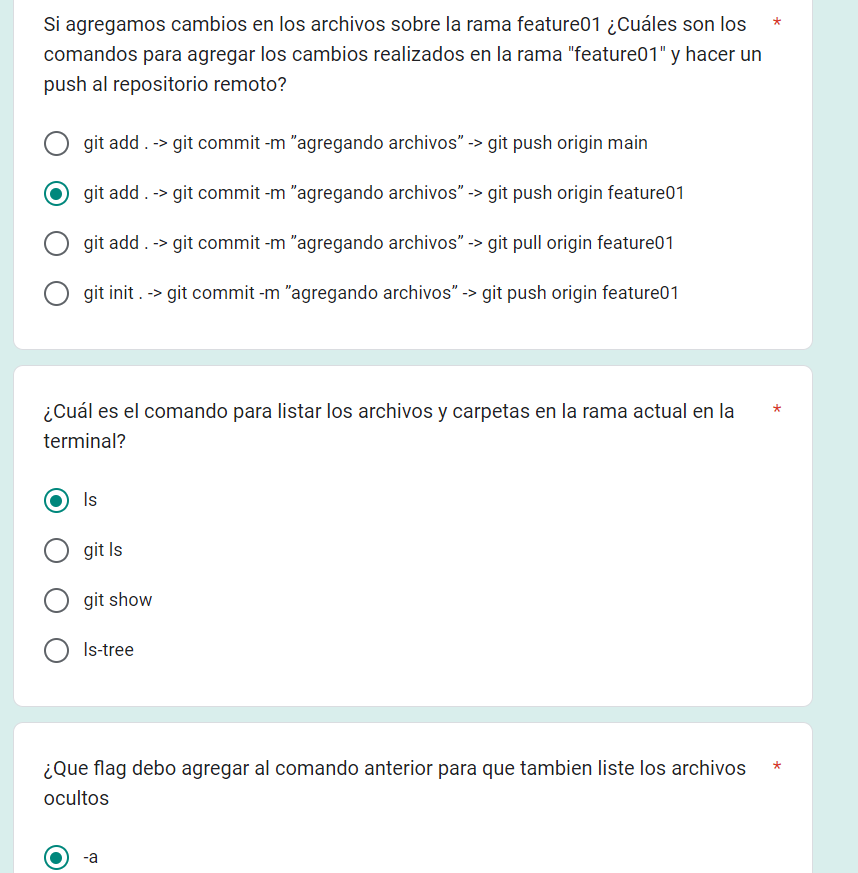 Si agregamos cambios en los archivos sobre la rama feature01 ¿Cuáles son los *
comandos para agregar los cambios realizados en la rama "feature01" y hacer un
push al repositorio remoto?
git add . -> git commit -m ”agregando archivos” -> git push origin main
git add . -> git commit -m ”agregando archivos” -> git push origin feature01
git add . -> git commit -m ”agregando archivos” -> git pull origin feature01
git init . -> git commit -m ”agregando archivos” -> git push origin feature01
¿Cuál es el comando para listar los archivos y carpetas en la rama actual en la *
terminal?
ls
git ls
git show
ls-tree
¿Que flag debo agregar al comando anterior para que tambien liste los archivos *
ocultos
-a